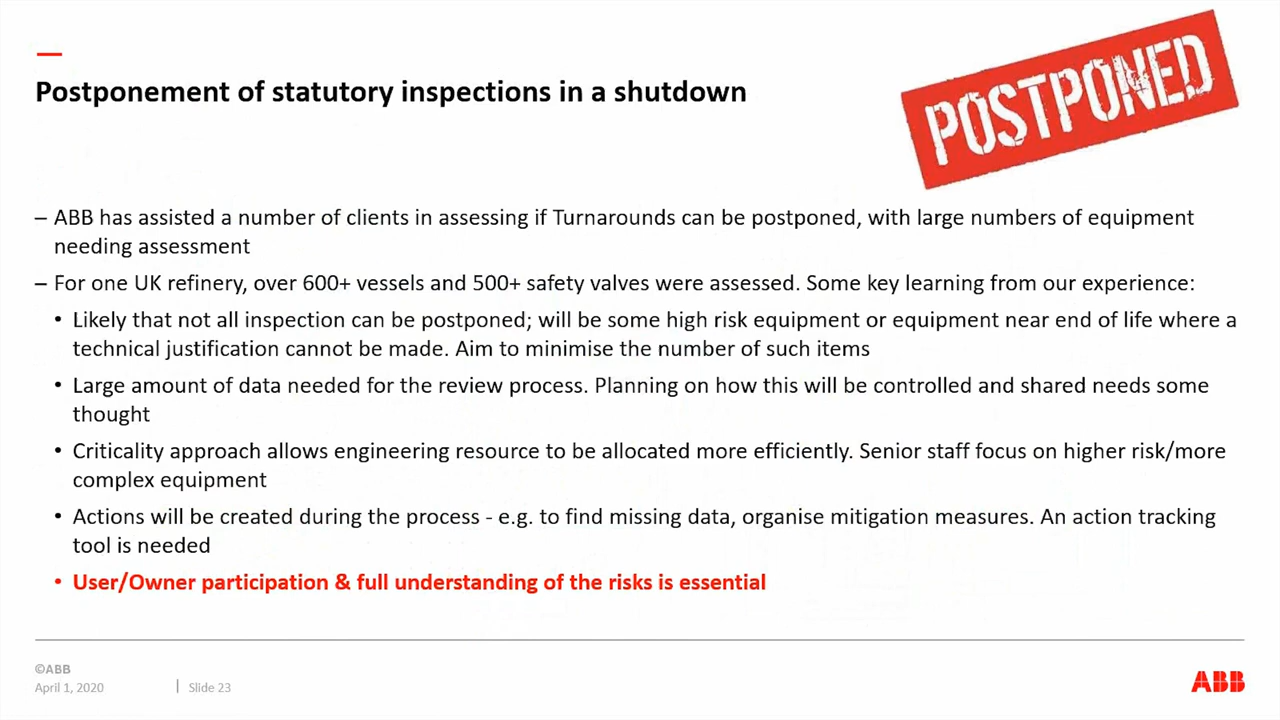 Postponement of statutory inspections in a shutdown
POSTPONED
– ABB has assisted a number of clients in assessing if Turnarounds can be postponed, with large numbers of equipment
needing assessment
– For one UK refinery, over 600+ vessels and 500+ safety valves were assessed. Some key learning from our experience:
• Likely that not all inspection can be postponed; will be some high risk equipment or equipment near end of life where a
technical justification cannot be made. Aim to minimise the number of such items
• Large amount of data needed for the review process. Planning on how this will be controlled and shared needs some
thought
• Criticality approach allows engineering resource to be allocated more efficiently. Senior staff focus on higher risk/more
complex equipment
• Actions will be created during the process - e.g. to find missing data, organise mitigation measures. An action tracking
tool is needed
• User/Owner participation & full understanding of the risks is essential
©ABB
April 1, 2020 | Slide 23
ABB